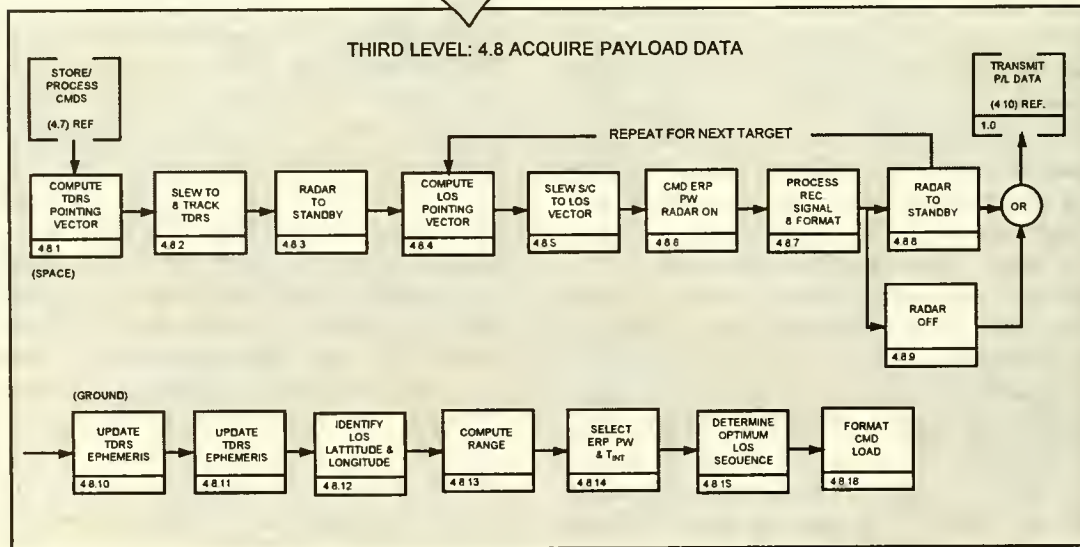 THIRD LEVEL: 4.8 ACQUIRE PAYLOAD DATA
STORE/
PROCESS
CMDS
(4.7) REF
TRANSMIT
P/L DATA
(4 10) REF.
1.0
REPEAT FOR NEXT TARGET
COMPUTE
TDRS
POINTING
VECTOR
4 8 1
SLEW TO
& TRACK
TDRS
4 8 2
RADAR
TO
STANDBY
4 8 3
COMPUTE
LOS
POINTING
VECTOR
4 8 4
SLEW S/C
TO LOS
VECTOR
4 8 5
CMD ERP
PW
RADAR ON
4 8 6
PROCESS
REC
SIGNAL
& FORMAT
4 8 7
RADAR
TO
STANDBY
4 8 8
OR
(SPACE)
RADAR
OFF
4 8 9
(GROUND)
UPDATE
TDRS
EPHEMERIS
4 8.10
UPDATE
TDRS
EPHEMERIS
4 8.11
IDENTIFY
LOS
LATTITUDE &
LONGITUDE
4 8.12
COMPUTE
RANGE
4 8 13
SELECT
ERP PW
& TINT
4 8 14
DETERMINE
OPTIMUM
LOS
SEQUENCE
4 8 15
FORMAT
CMD
LOAD
4 8.18